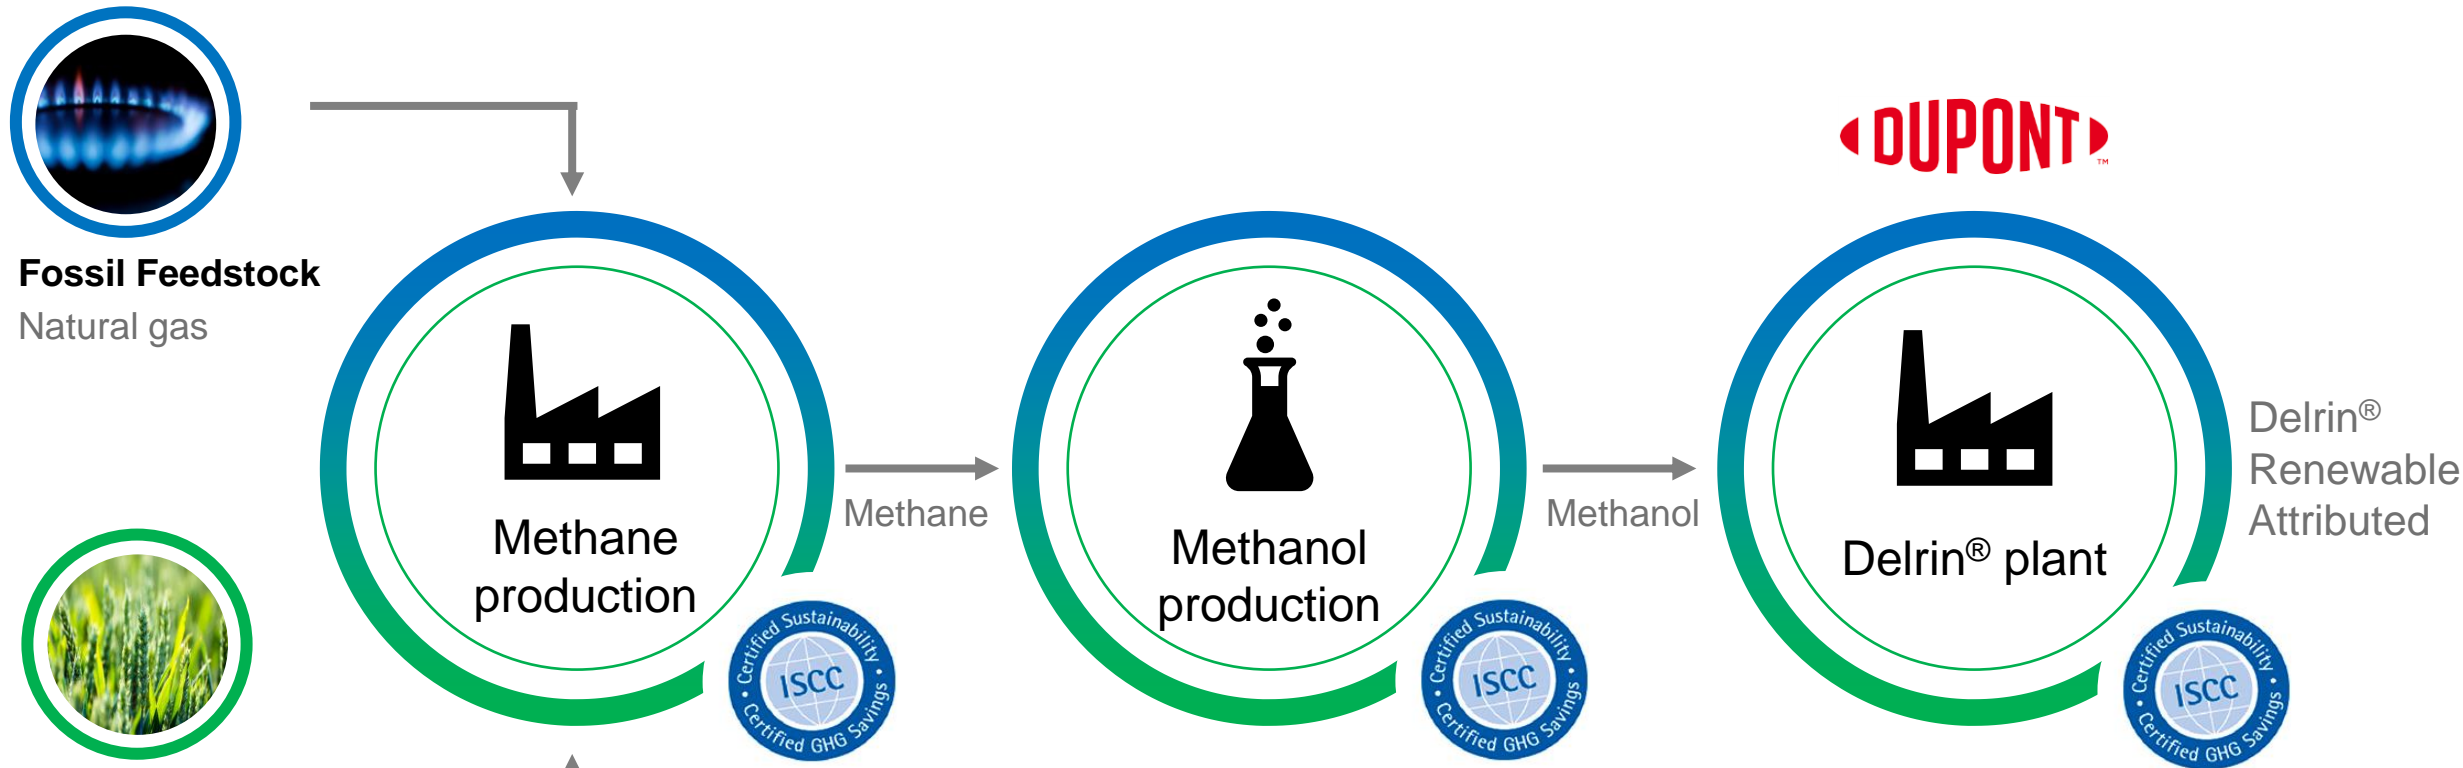 DUPONT™
Fossil Feedstock
Natural gas
Methane
production
Methane
Methanol
production
Methanol
Delrin® plant
Delrin®
Renewable
Attributed
• Certified Sustainability •
ISCC
Certified GHG Savings
• Certified Sustainability •
ISCC
Certified GHG Savings
• Certified Sustainability •
ISCC
Certified GHG Savings